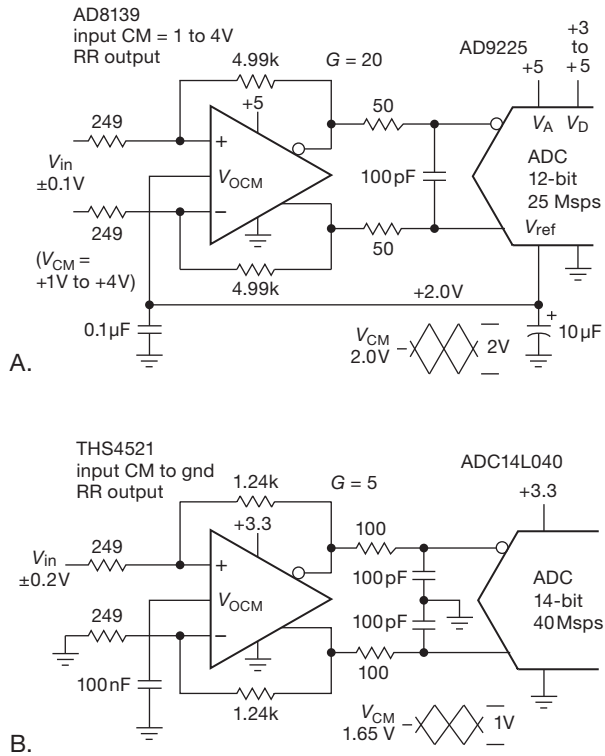 AD8139
input CM = 1 to 4V
RR output
4.99k
G = 20
AD9225
+3
to
+5
+5
+5
249
50
V_in
±0.1V
+
V_OCM
−
100pF
V_A
V_D
ADC
12-bit
25 Msps
V_ref
249
50
(V_CM =
+1V to +4V)
4.99k
+2.0V
0.1µF
V_CM
2.0V
2V
+
10µF
A.
THS4521
input CM to gnd
RR output
1.24k
G = 5
ADC14L040
+3.3
+3.3
249
100
V_in
±0.2V
+
V_OCM
−
100pF
100pF
ADC
14-bit
40Msps
249
100
100nF
1.24k
V_CM
1.65 V
1V
B.